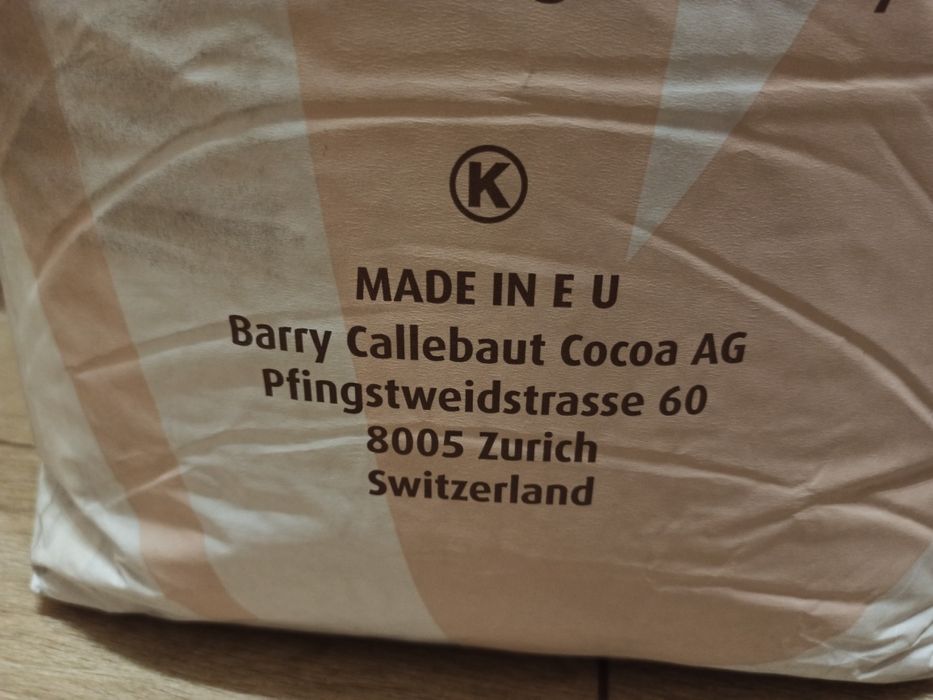 K
MADE IN E U
Barry Callebaut Cocoa AG
Pfingstweidstrasse 60
8005 Zurich
Switzerland